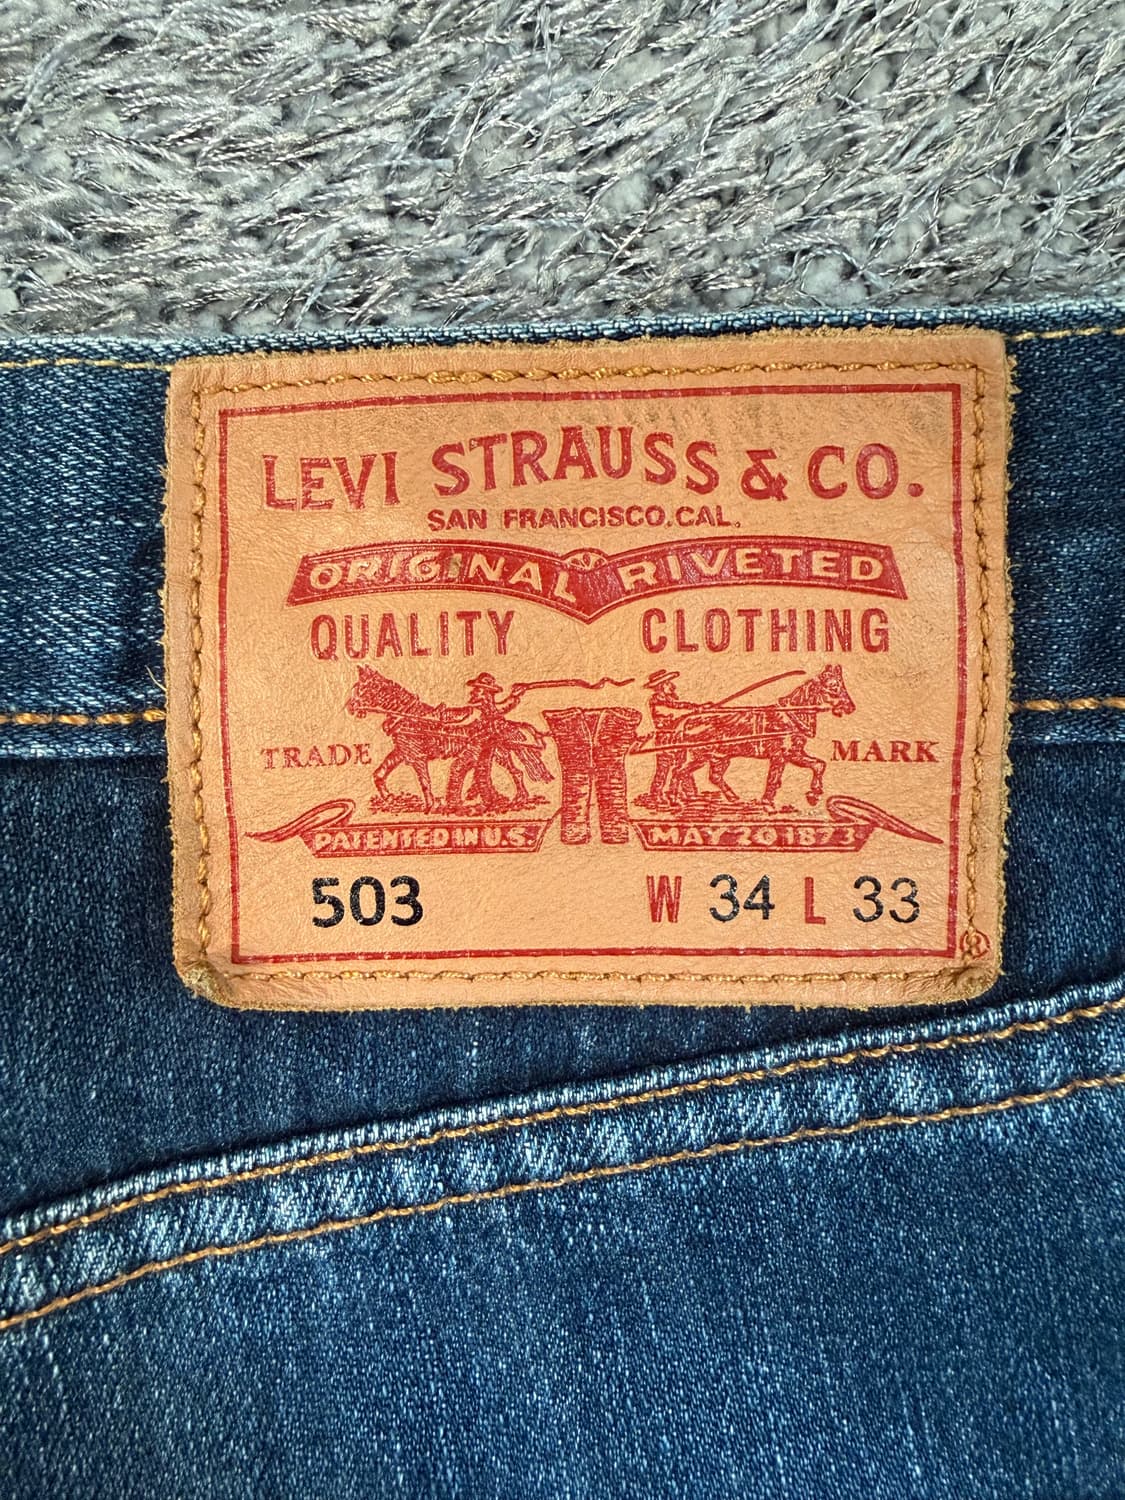 LEVI STRAUSS & CO.
SAN FRANCISCO, CAL.
ORIGINAL RIVETED
QUALITY CLOTHING
TRADE MARK
PATENTED IN U.S. MAY 20 1873
503 W 34 L 33
®